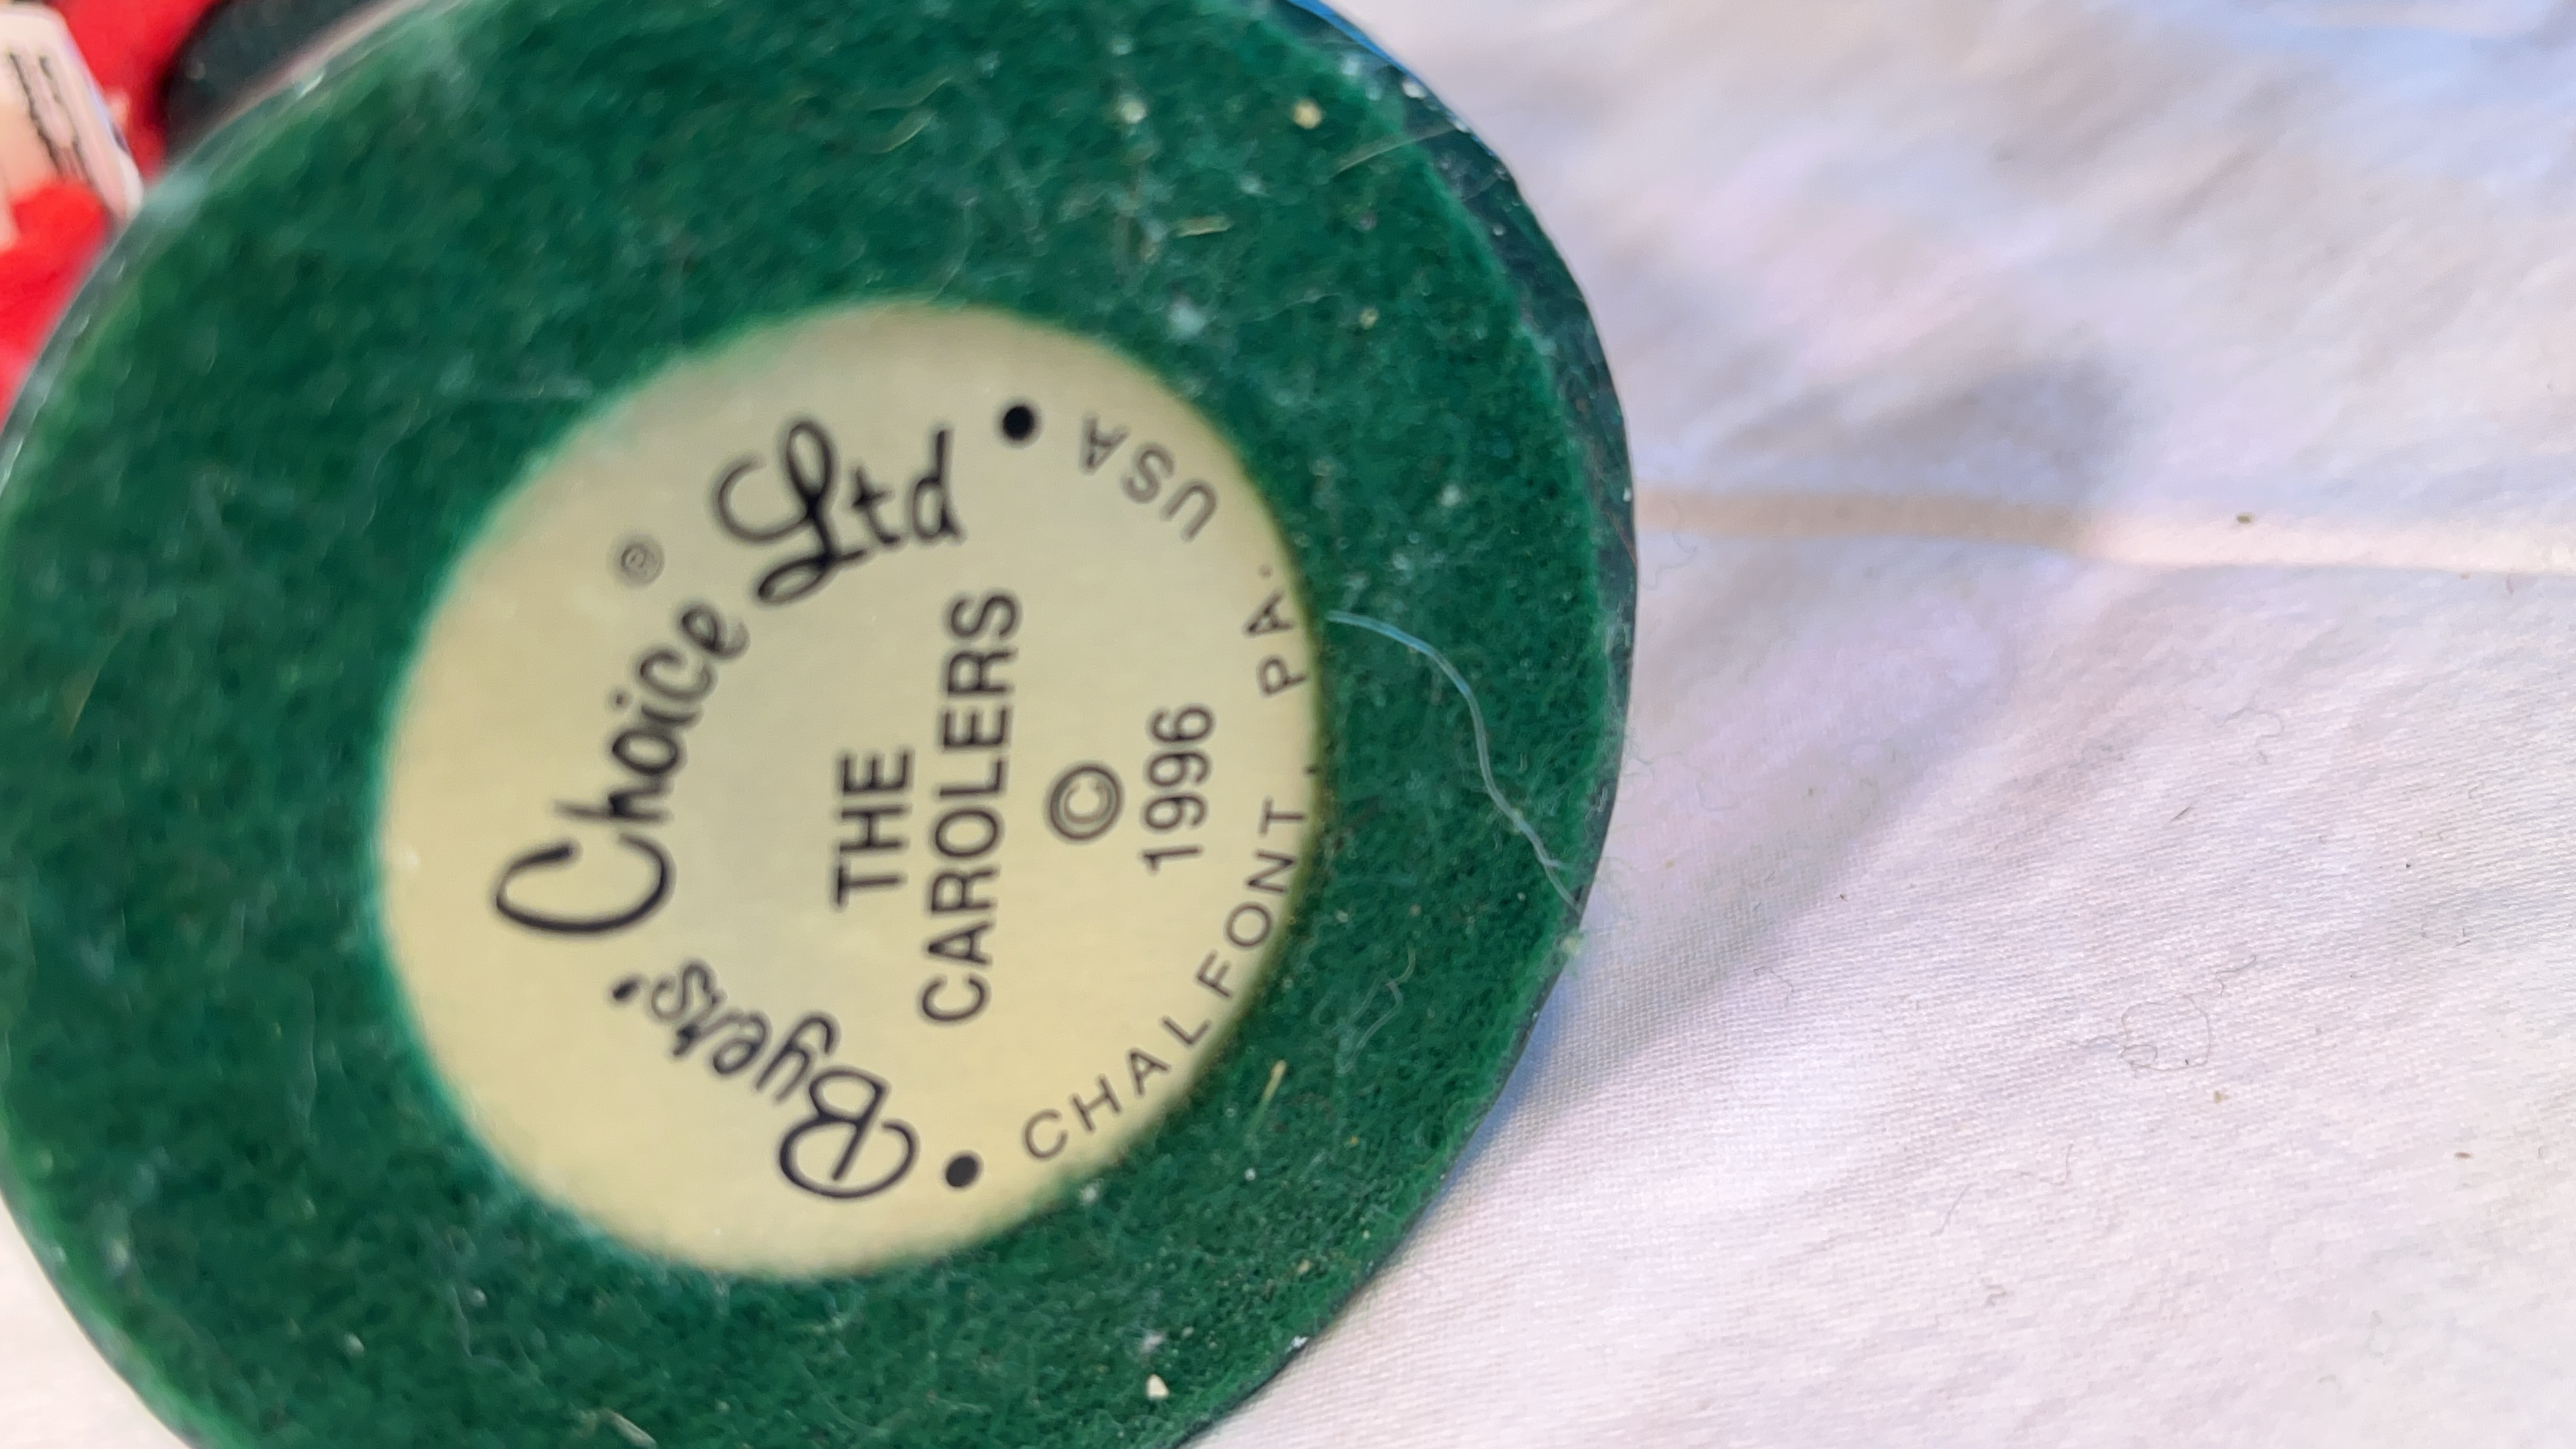 Byers' Choice Ltd
®
THE
CAROLERS
©
1996
CHALFONT, PA. USA